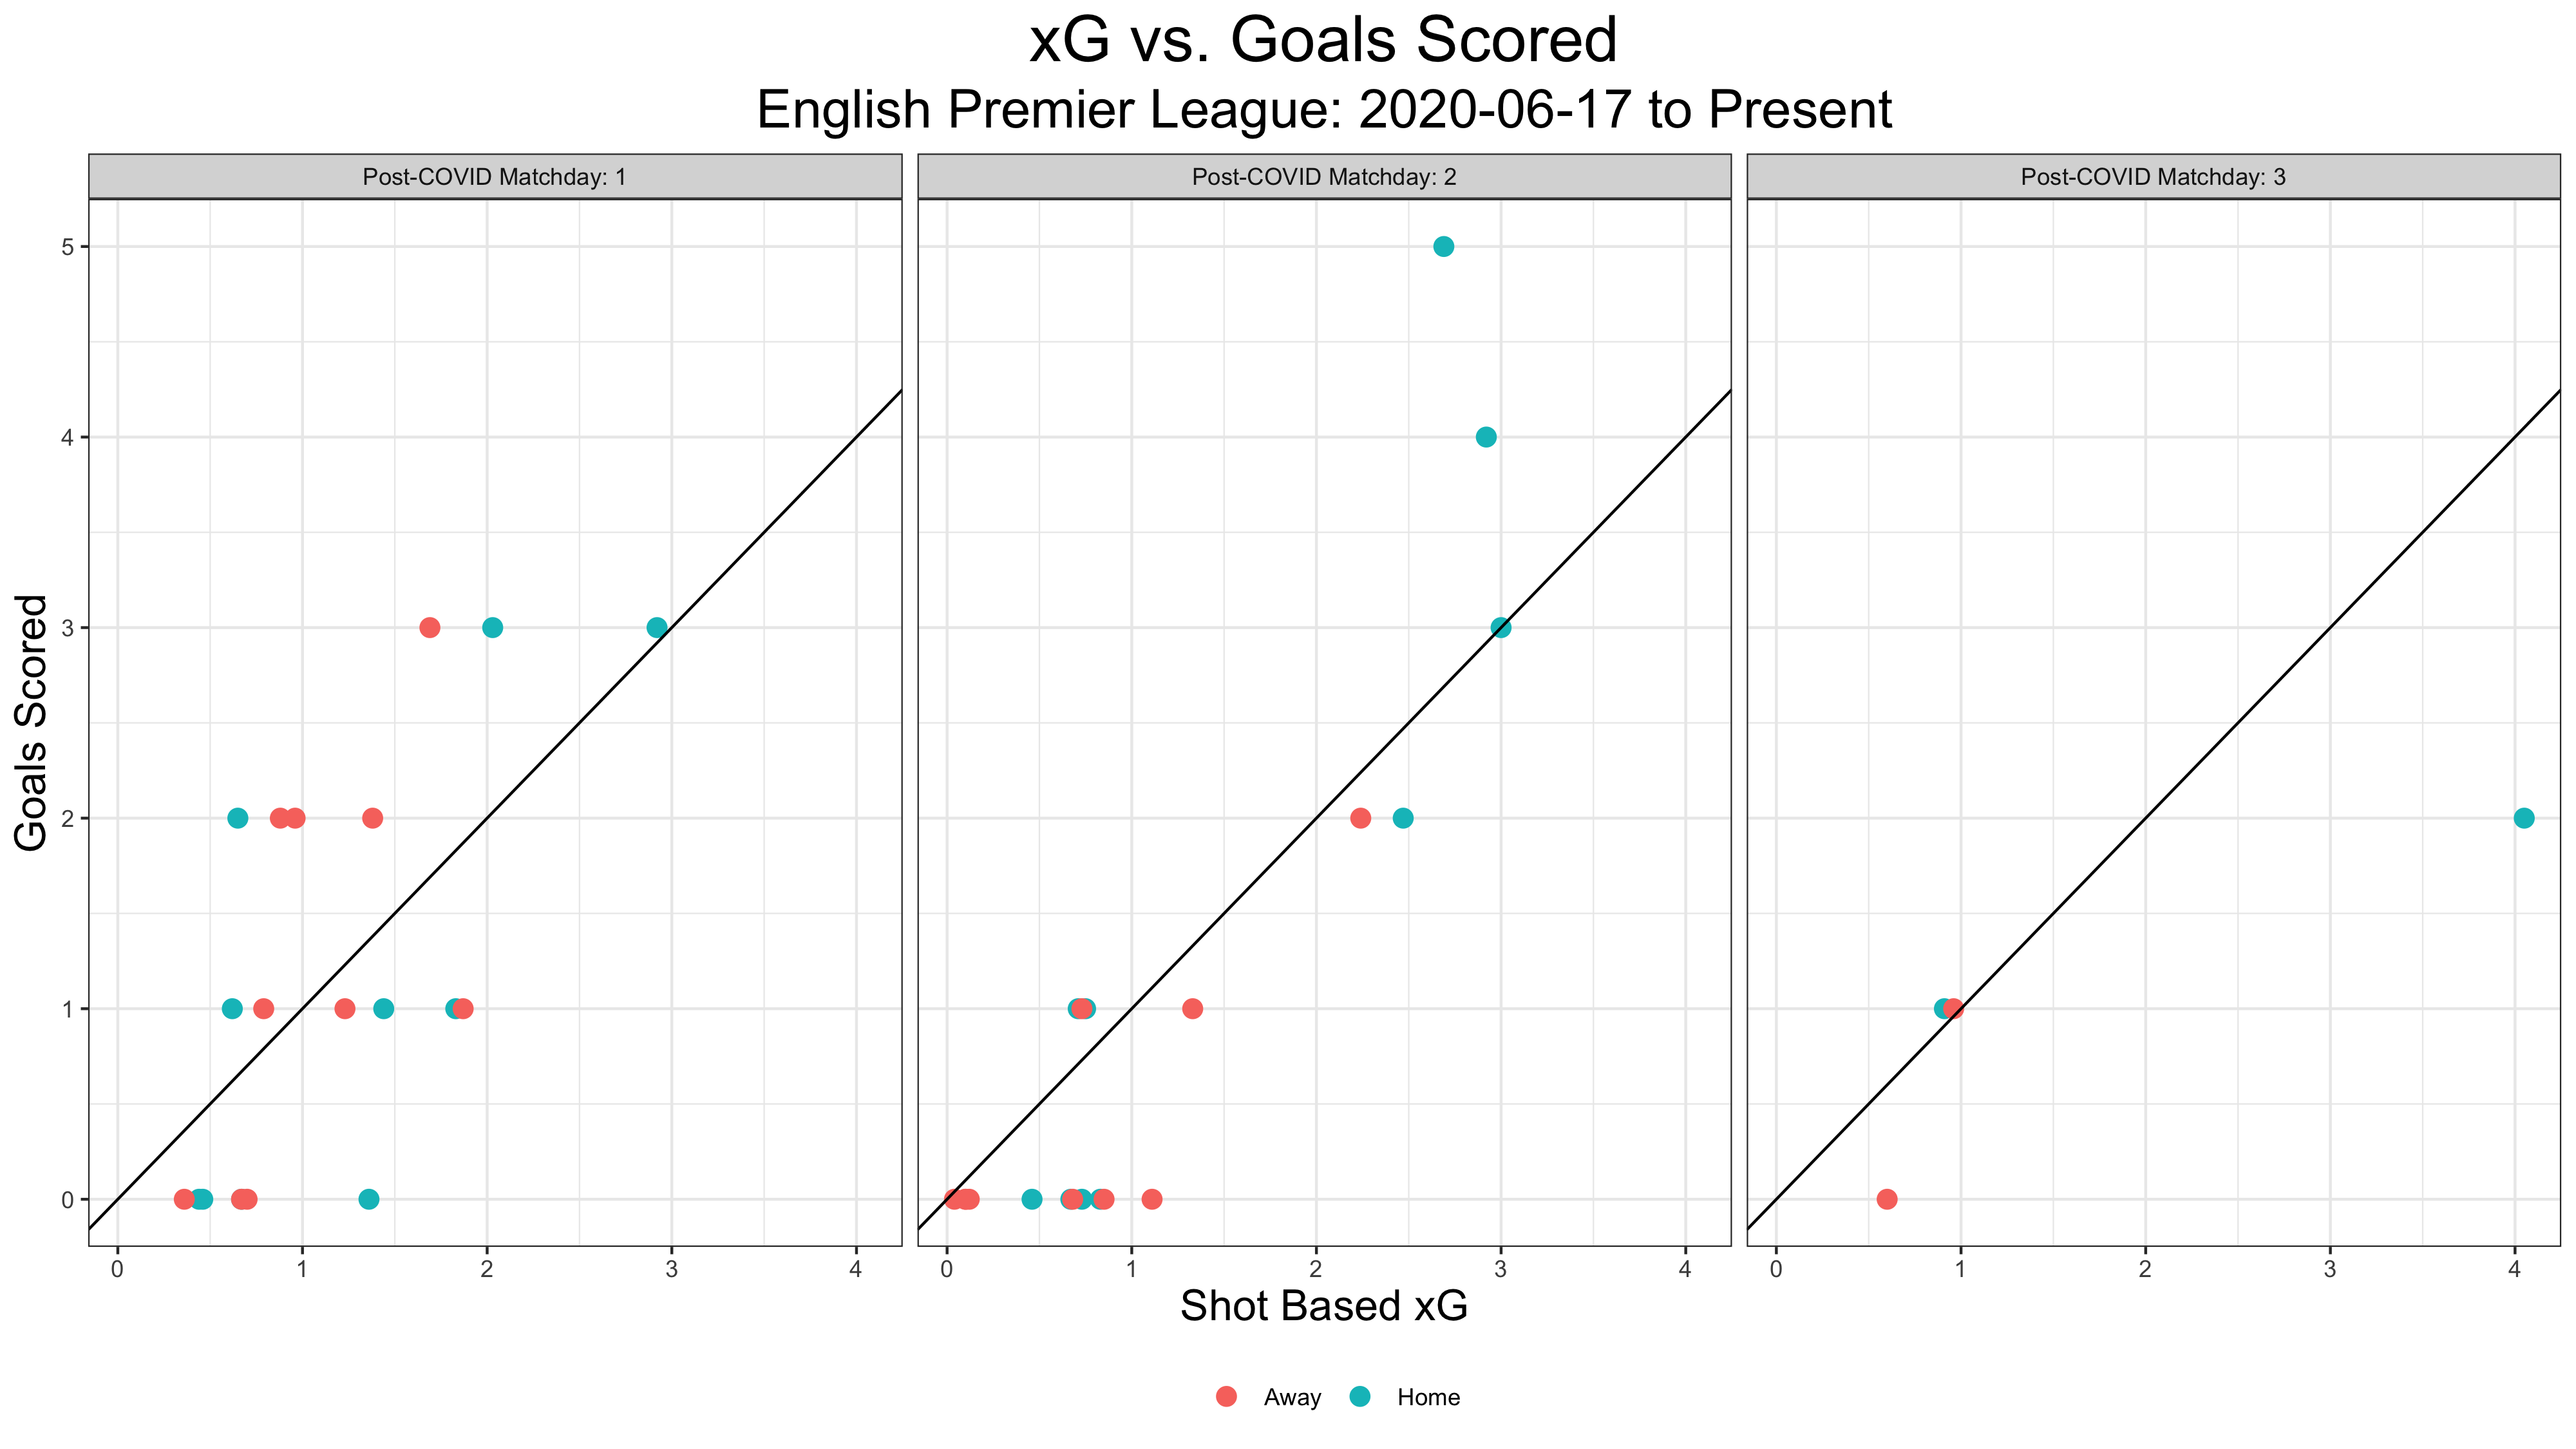 xG vs. Goals Scored
English Premier League: 2020-06-17 to Present
Post-COVID Matchday: 1
Post-COVID Matchday: 2
Post-COVID Matchday: 3
Goals Scored
5
4
3
2
1
0
0 1 2 3 4
0 1 2 3 4
0 1 2 3 4
Shot Based xG
Away
Home